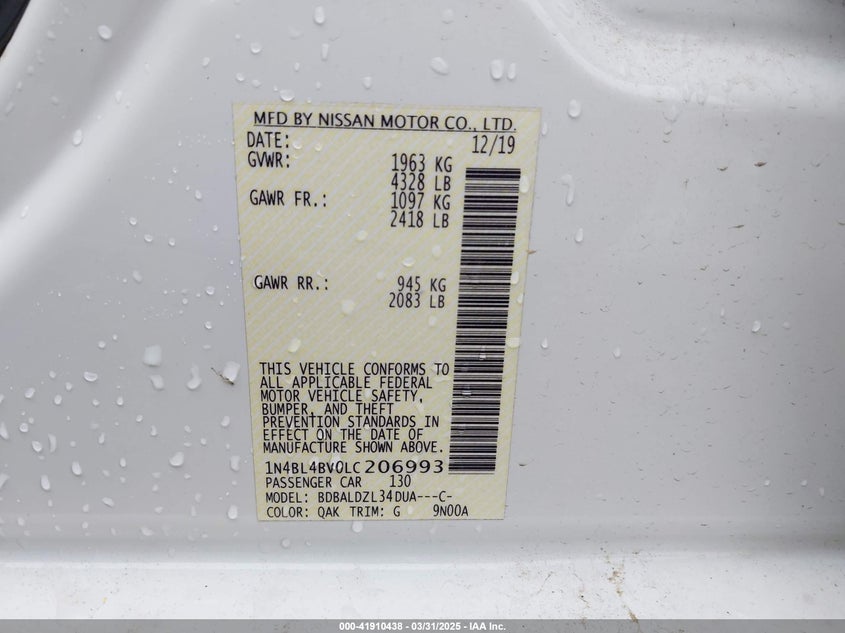 MFD BY NISSAN MOTOR CO., LTD.
DATE: 12/19
GVWR: 1963 KG
4328 LB
GAWR FR.: 1097 KG
2418 LB
GAWR RR.: 945 KG
2083 LB
THIS VEHICLE CONFORMS TO
ALL APPLICABLE FEDERAL
MOTOR VEHICLE SAFETY,
BUMPER, AND THEFT
PREVENTION STANDARDS IN
EFFECT ON THE DATE OF
MANUFACTURE SHOWN ABOVE.
1N4BL4BV0LC206993
PASSENGER CAR 130
MODEL: BDBALDZL34DUA---C-
COLOR: QAK TRIM: G 9N00A
000-41910438 - 03/31/2025 - IAA Inc.